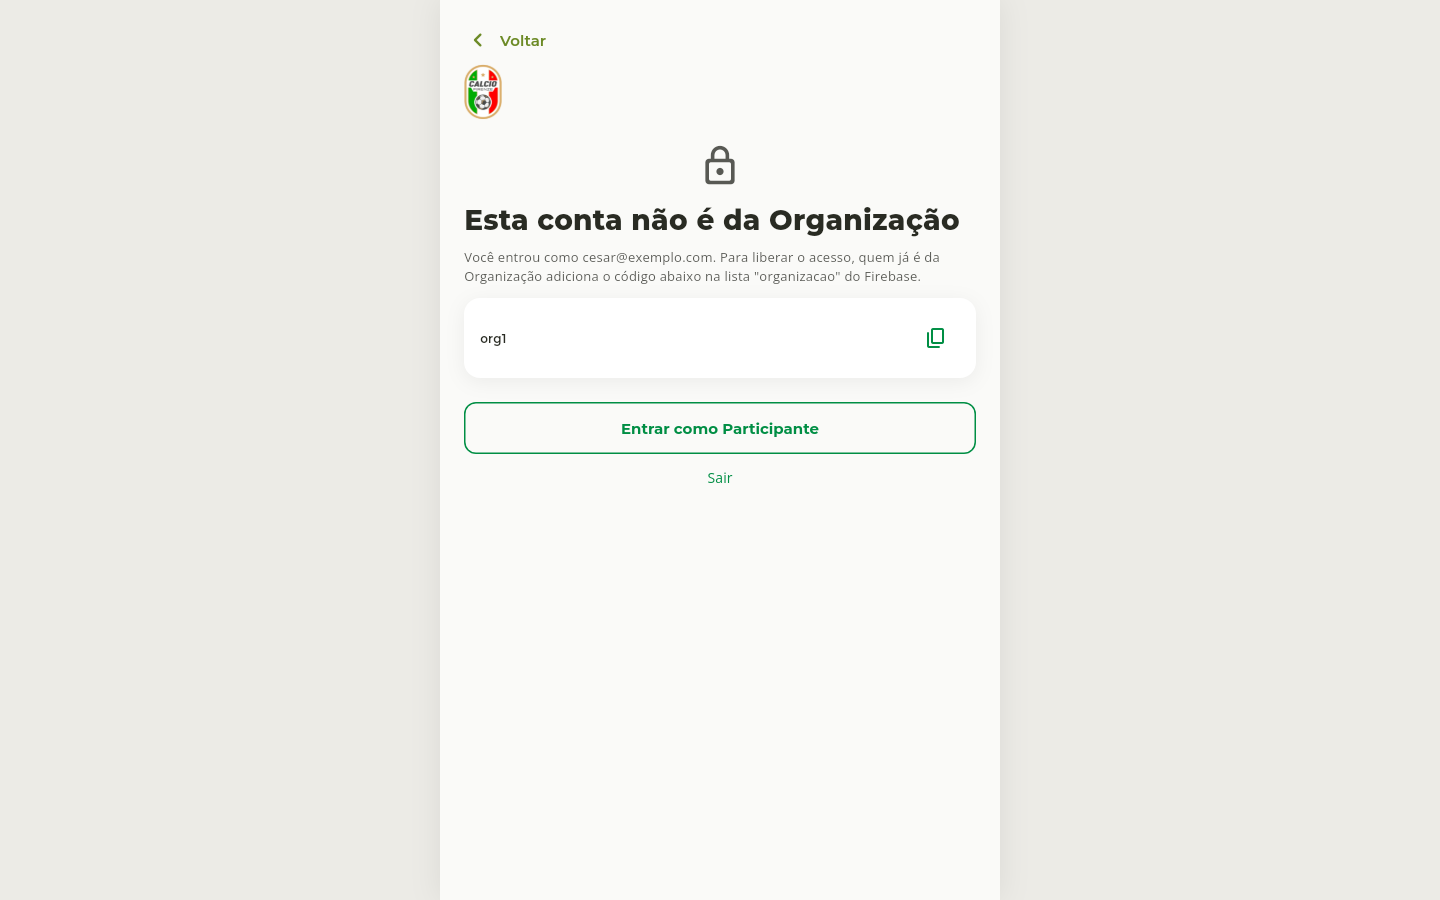 Voltar
CALCIO
Esta conta não é da Organização
Você entrou como cesar@exemplo.com. Para liberar o acesso, quem já é da
Organização adiciona o código abaixo na lista "organizacao" do Firebase.
org1
Entrar como Participante
Sair